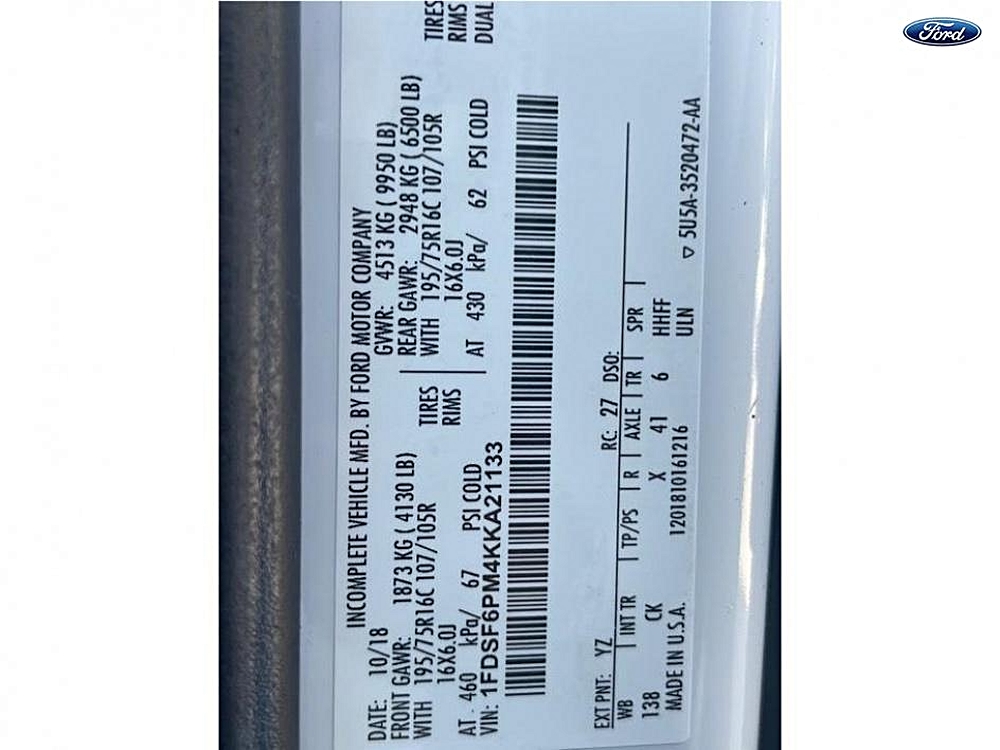 INCOMPLETE VEHICLE MFD. BY FORD MOTOR COMPANY
DATE: 10/18 GVWR: 4513 KG ( 9950 LB)
FRONT GAWR: 1873 KG ( 4130 LB) REAR GAWR: 2948 KG ( 6500 LB)
WITH 195/75R16C 107/105R TIRES WITH 195/75R16C 107/105R TIRES
16X6.0J RIMS 16X6.0J RIMS
AT 460 kPa/ 67 PSI COLD AT 430 kPa/ 62 PSI COLD DUAL
VIN: 1FDSF6PM4KKA21133
EXT PNT: YZ RC: 27 DSO:
WB INT TR TP/PS R AXLE TR SPR
138 CK X 41 6 HHFF
MADE IN U.S.A. 1201810161216 ULN
▽ 5U5A-3520472-AA
Ford